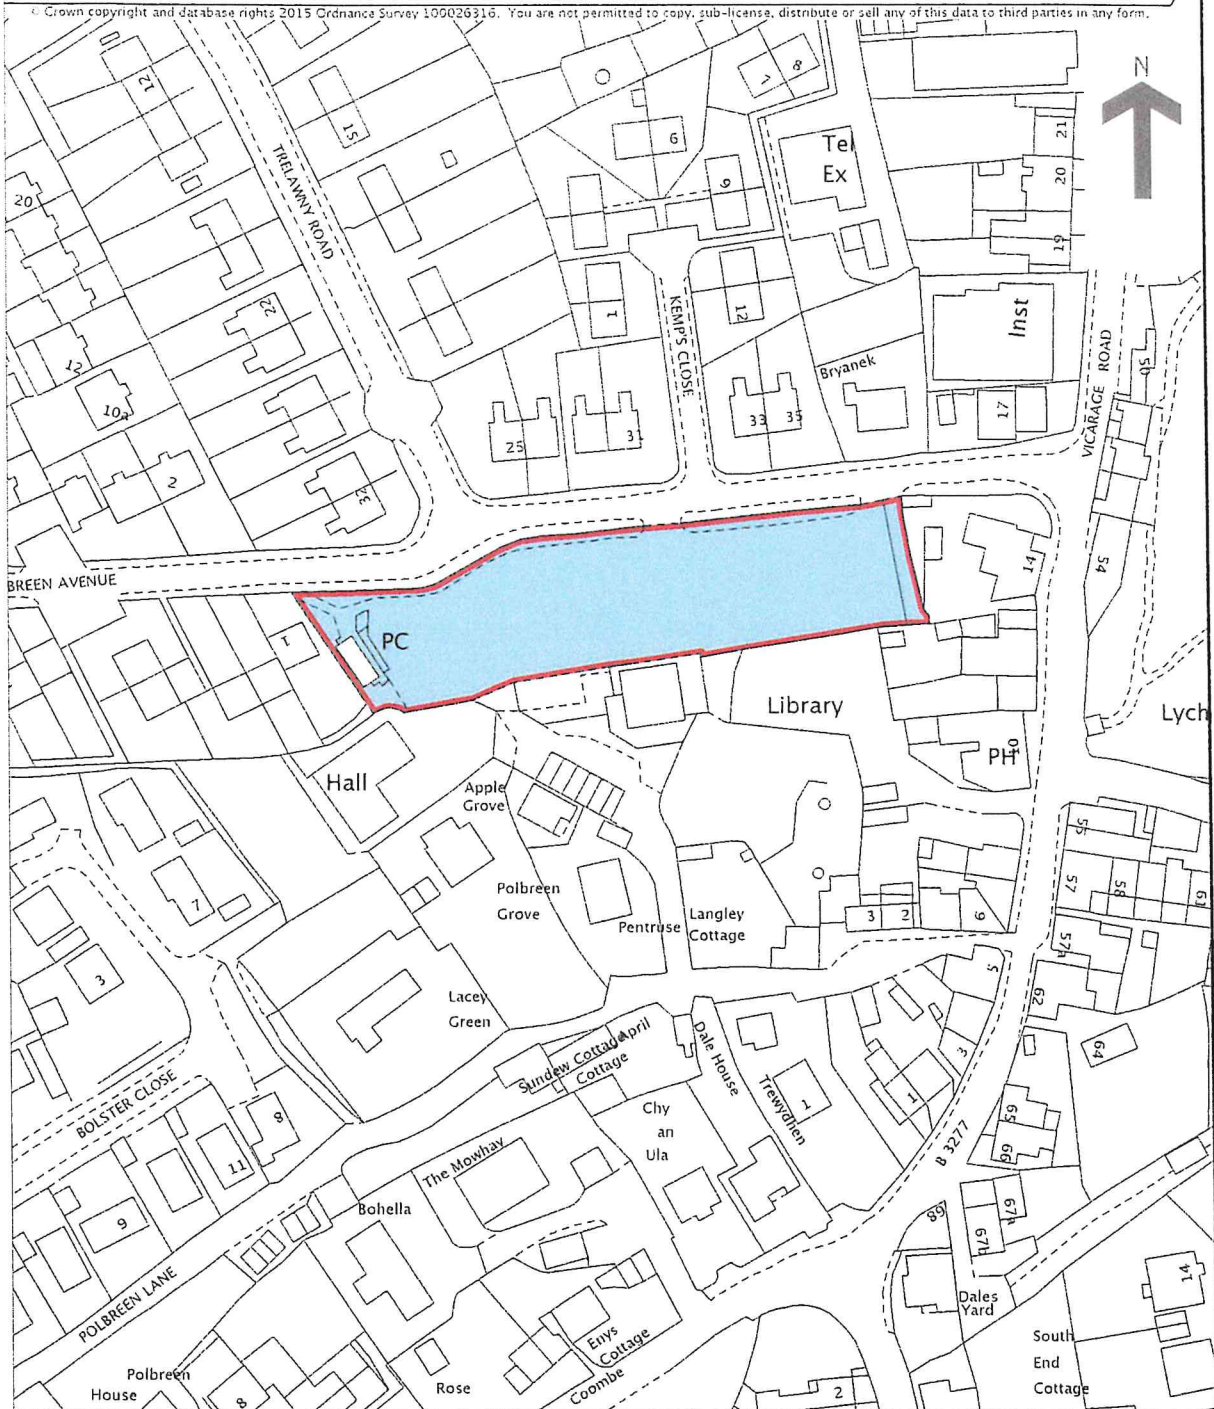 © Crown copyright and database rights 2015 Ordnance Survey 100026316. You are not permitted to copy, sub-license, distribute or sell any of this data to third parties in any form.
N
12
15
7
8
6
9
Tel
Ex
21
20
19
20
TRELAWNY ROAD
22
1
KEMP'S CLOSE
12
Inst
VICARAGE ROAD
Bryanek
12
10a
25
31
33
35
17
2
32
54
14
BREEN AVENUE
1
PC
Library
Lych
PH
10
Hall
Apple
Grove
7
Polbreen
Grove
Pentruse
Langley
Cottage
3
2
6
55
57
58
61
57a
3
Lacey
Green
5
62
64
Sundew Cottage
April
Cottage
Dale House
Trewydhen
1
1
3
BOLSTER CLOSE
8
11
Chy
an
Ula
B 3277
65
66
The Mowhay
Bohella
9
68
67a
67b
POLBREEN LANE
14
Dales
Yard
Enys
Cottage
South
End
Cottage
Polbreen
House
8
Rose
Coombe
2